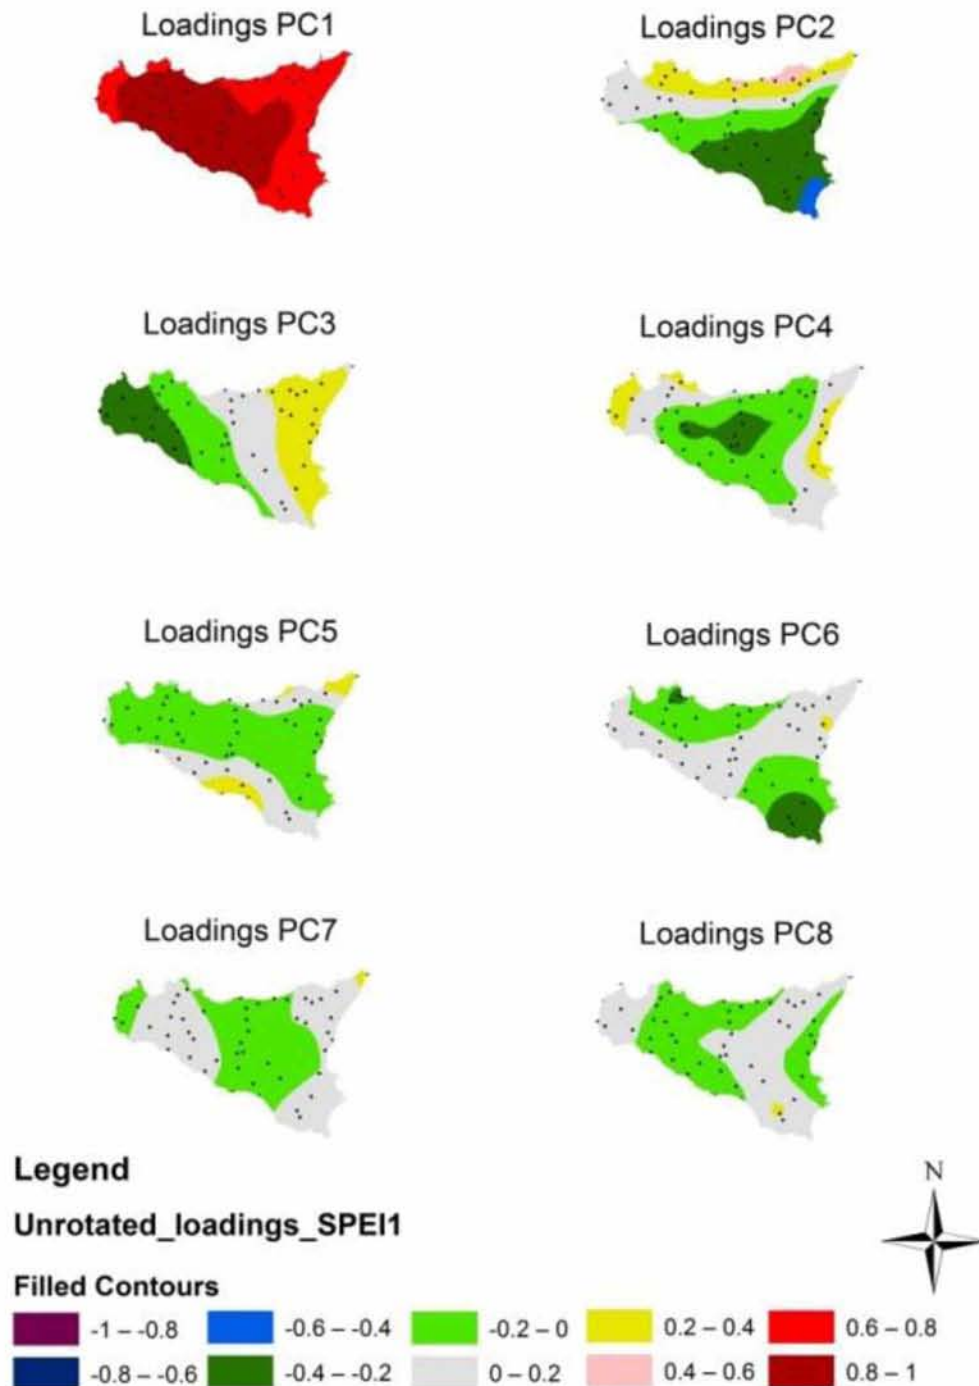 Loadings PC1 Loadings PC2
Loadings PC3 Loadings PC4
Loadings PC5 Loadings PC6
Loadings PC7 Loadings PC8
Legend
N
Unrotated_loadings_SPEI1
Filled Contours
-1 – -0.8 -0.6 – -0.4 -0.2 – 0 0.2 – 0.4 0.6 – 0.8
-0.8 – -0.6 -0.4 – -0.2 0 – 0.2 0.4 – 0.6 0.8 – 1